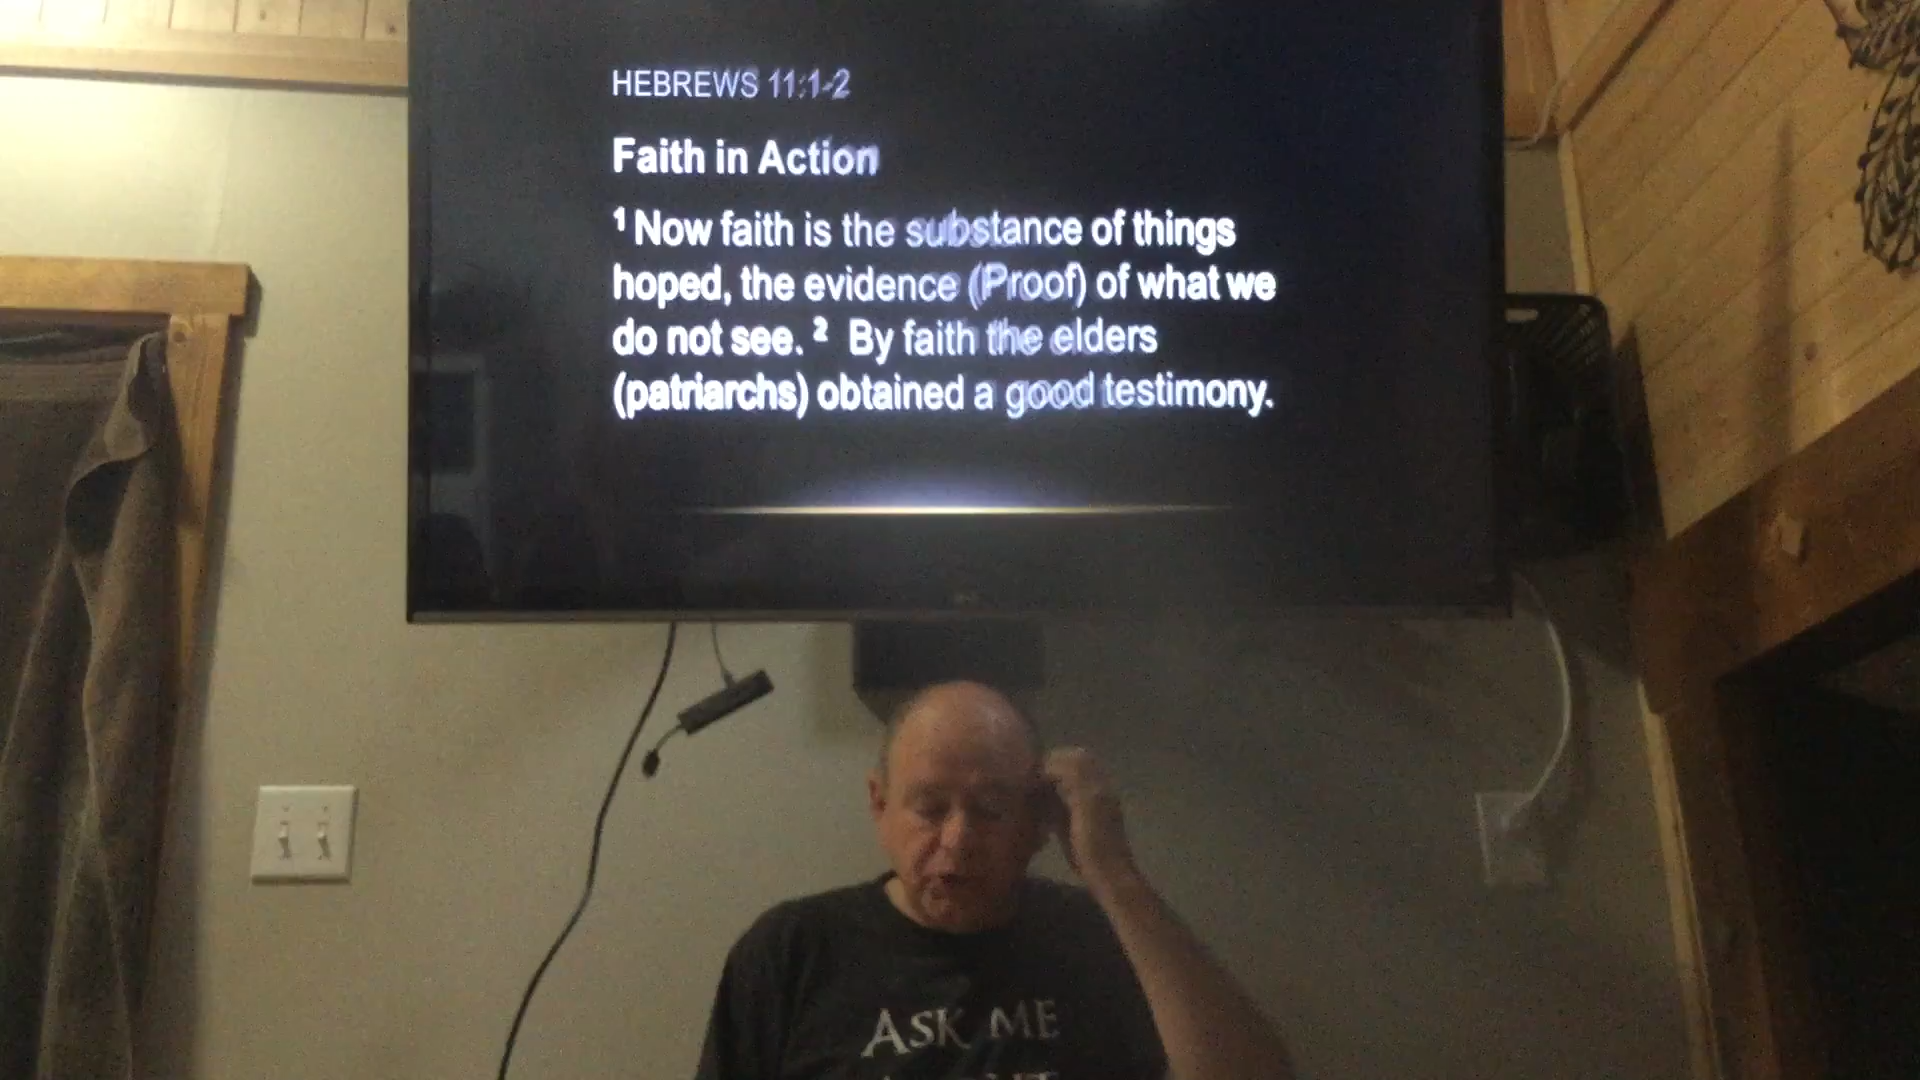 HEBREWS 11:1-2
Faith in Action
¹ Now faith is the substance of things
hoped, the evidence (Proof) of what we
do not see. ² By faith the elders
(patriarchs) obtained a good testimony.
ASK ME